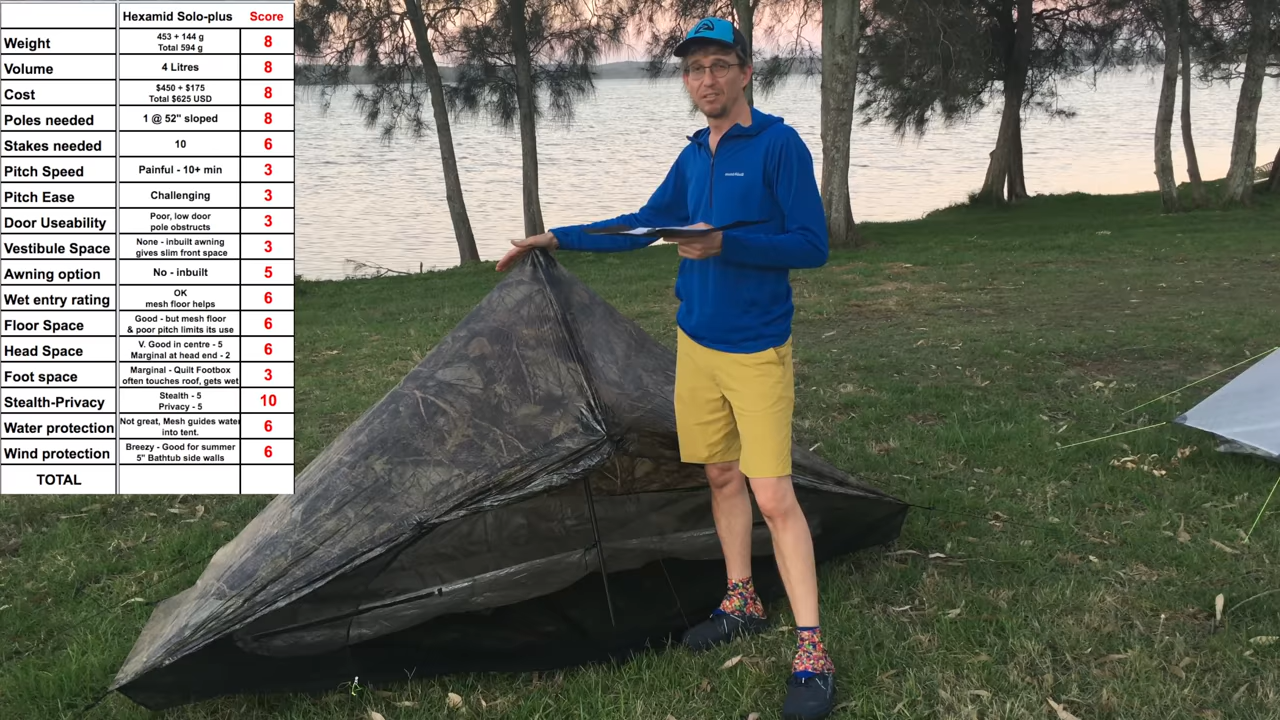 Hexamid Solo-plus Score
Weight 453 + 144 g 8
Total 594 g
Volume 4 Litres 8
Cost $450 + $175 8
Total $625 USD
Poles needed 1 @ 52" sloped 8
Stakes needed 10 6
Pitch Speed Painful - 10+ min 3
Pitch Ease Challenging 3
Door Useability Poor, low door 3
pole obstructs
Vestibule Space None - inbuilt awning 3
gives slim front space
Awning option No - inbuilt 5
Wet entry rating OK 6
mesh floor helps
Floor Space Good - but mesh floor 6
& poor pitch limits its use
Head Space V. Good in centre - 5 6
Marginal at head end - 2
Foot space Marginal - Quilt Footbox 3
often touches roof, gets wet
Stealth-Privacy Stealth - 5 10
Privacy - 5
Water protection Not great, Mesh guides water 6
into tent.
Wind protection Breezy - Good for summer 6
5" Bathtub side walls
TOTAL